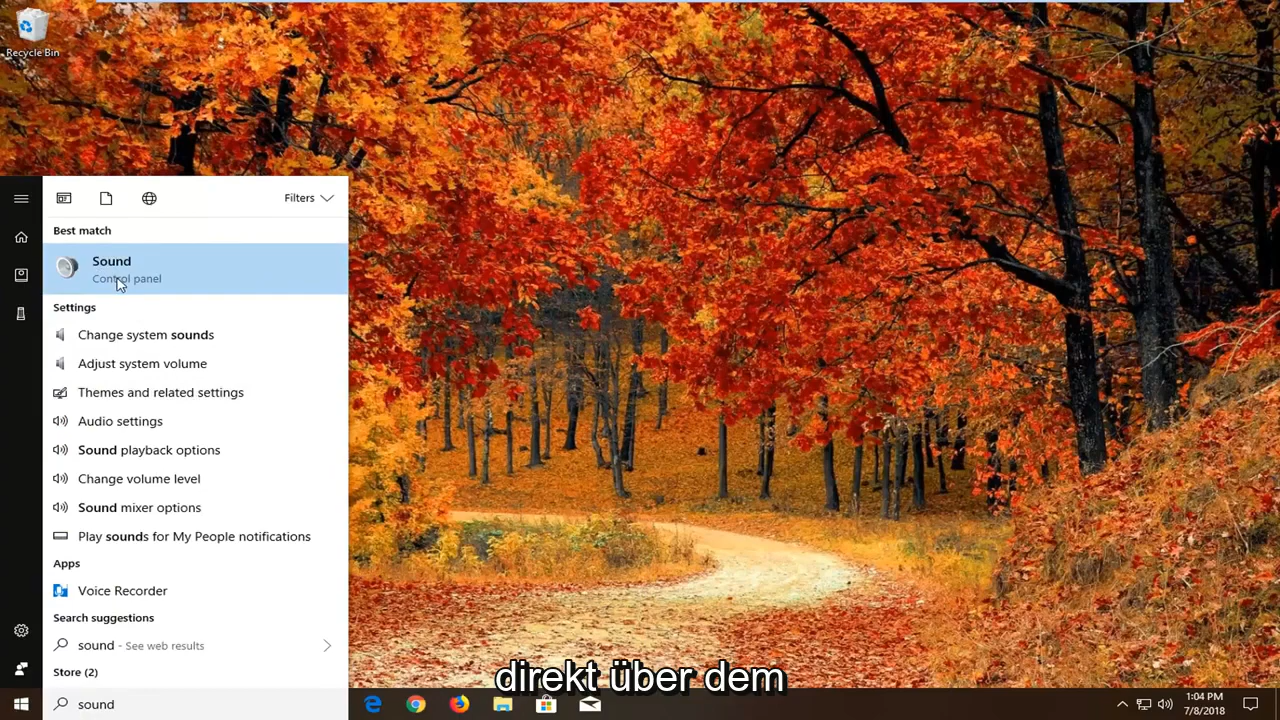 Recycle Bin
Filters
Best match
Sound
Control panel
Settings
Change system sounds
Adjust system volume
Themes and related settings
Audio settings
Sound playback options
Change volume level
Sound mixer options
Play sounds for My People notifications
Apps
Voice Recorder
Search suggestions
sound - See web results
Store (2)
direkt über dem
sound
1:04 PM
7/8/2018